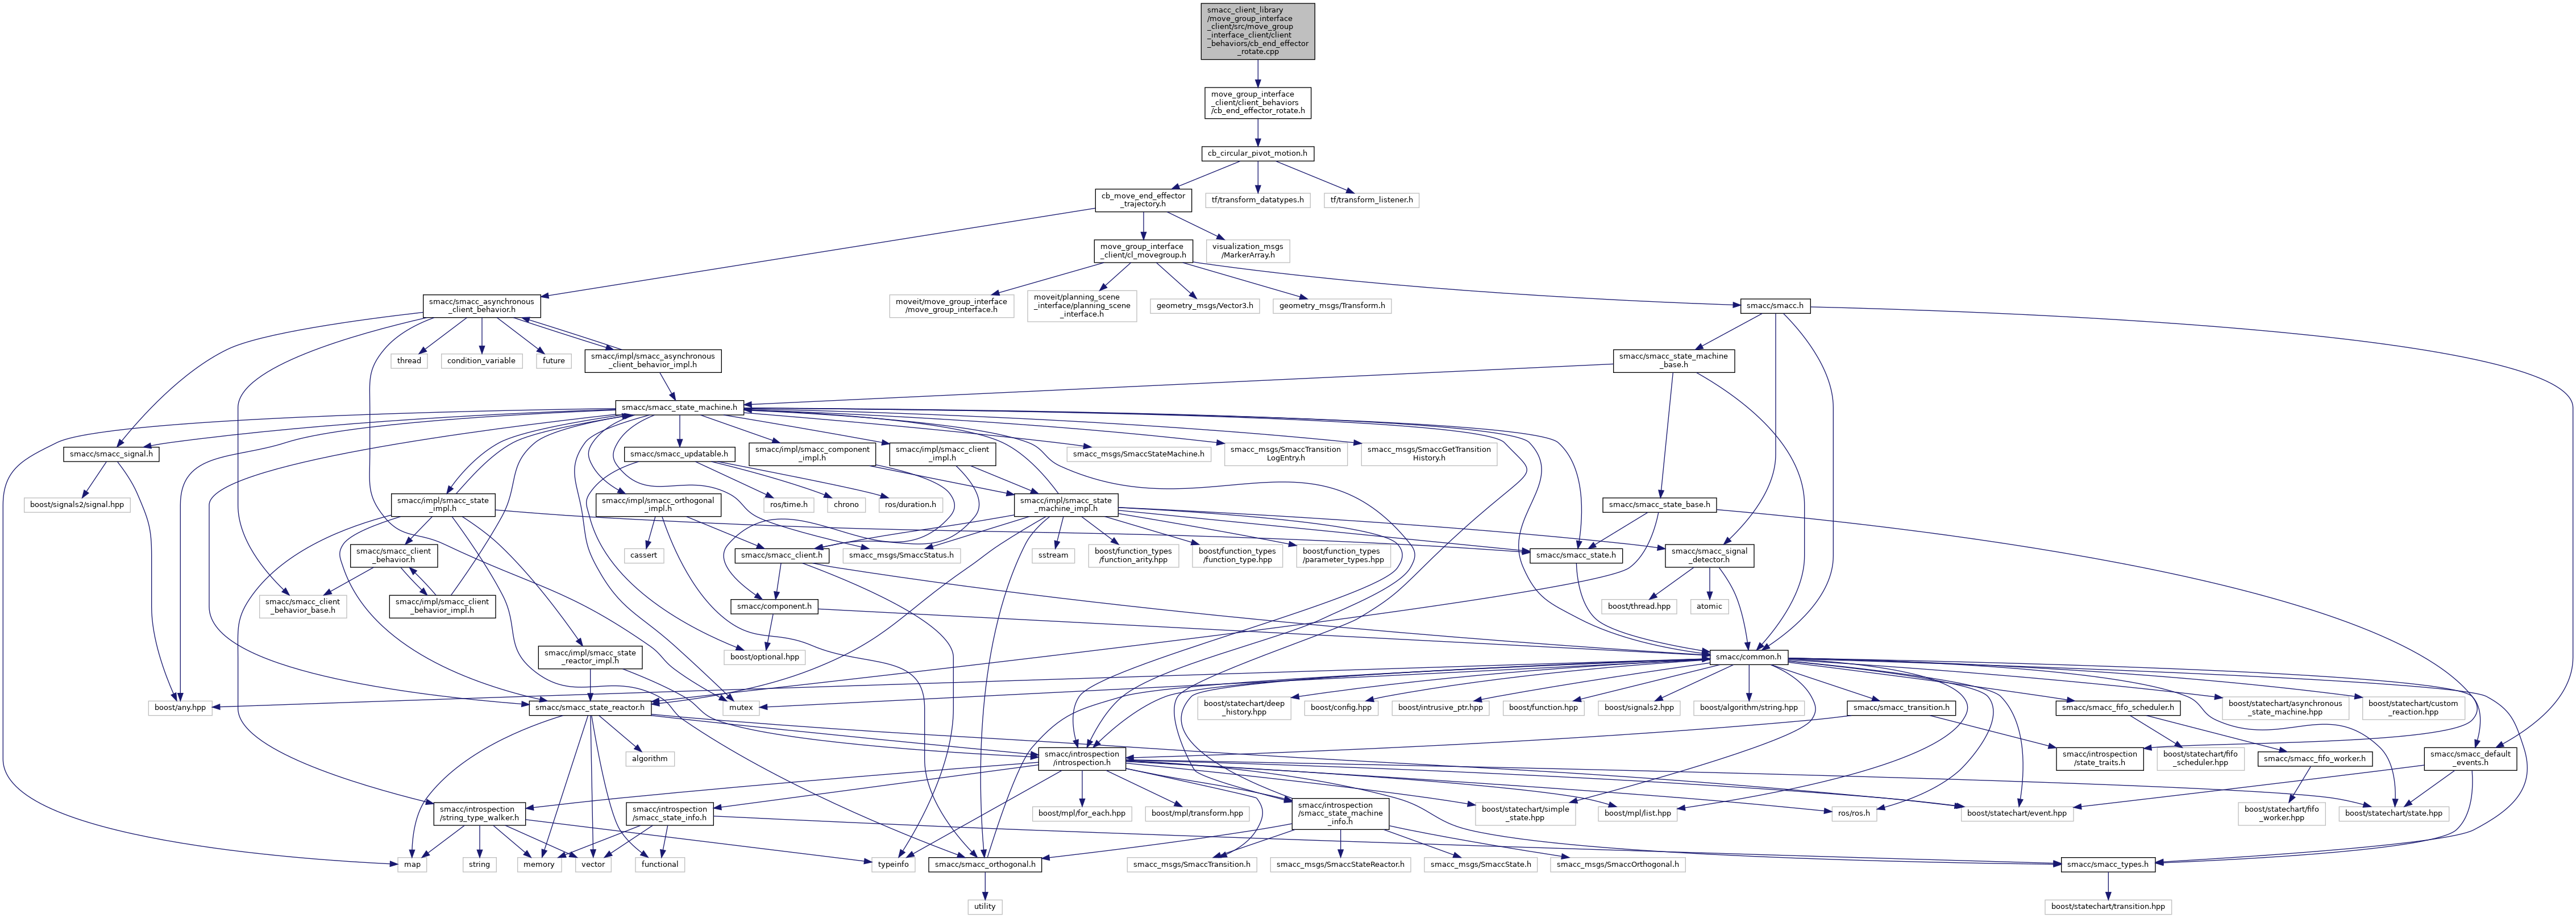 smacc_client_library
/move_group_interface
_client/src/move_group
_interface_client/client
_behaviors/cb_end_effector
_rotate.cpp
move_group_interface
_client/client_behaviors
/cb_end_effector_rotate.h
cb_circular_pivot_motion.h
cb_move_end_effector
_trajectory.h
tf/transform_datatypes.h
tf/transform_listener.h
move_group_interface
_client/cl_movegroup.h
visualization_msgs
/MarkerArray.h
smacc/smacc_asynchronous
_client_behavior.h
moveit/move_group_interface
/move_group_interface.h
moveit/planning_scene
_interface/planning_scene
_interface.h
geometry_msgs/Vector3.h
geometry_msgs/Transform.h
smacc/smacc.h
thread
condition_variable
future
smacc/impl/smacc_asynchronous
_client_behavior_impl.h
smacc/smacc_state_machine
_base.h
smacc/smacc_state_machine.h
smacc/smacc_signal.h
smacc/smacc_updatable.h
smacc/impl/smacc_component
_impl.h
smacc/impl/smacc_client
_impl.h
smacc_msgs/SmaccStateMachine.h
smacc_msgs/SmaccTransition
LogEntry.h
smacc_msgs/SmaccGetTransition
History.h
boost/signals2/signal.hpp
smacc/impl/smacc_state
_impl.h
smacc/impl/smacc_orthogonal
_impl.h
ros/time.h
chrono
ros/duration.h
smacc/impl/smacc_state
_machine_impl.h
smacc/smacc_state_base.h
smacc/smacc_client
_behavior.h
cassert
smacc/smacc_client.h
smacc_msgs/SmaccStatus.h
sstream
boost/function_types
/function_arity.hpp
boost/function_types
/function_type.hpp
boost/function_types
/parameter_types.hpp
smacc/smacc_state.h
smacc/smacc_signal
_detector.h
smacc/smacc_client
_behavior_base.h
smacc/impl/smacc_client
_behavior_impl.h
smacc/component.h
boost/thread.hpp
atomic
smacc/impl/smacc_state
_reactor_impl.h
boost/optional.hpp
smacc/common.h
boost/any.hpp
smacc/smacc_state_reactor.h
mutex
boost/statechart/deep
_history.hpp
boost/config.hpp
boost/intrusive_ptr.hpp
boost/function.hpp
boost/signals2.hpp
boost/algorithm/string.hpp
smacc/smacc_transition.h
smacc/smacc_fifo_scheduler.h
boost/statechart/asynchronous
_state_machine.hpp
boost/statechart/custom
_reaction.hpp
algorithm
smacc/introspection
/introspection.h
smacc/introspection
/state_traits.h
boost/statechart/fifo
_scheduler.hpp
smacc/smacc_fifo_worker.h
smacc/smacc_default
_events.h
smacc/introspection
/string_type_walker.h
smacc/introspection
/smacc_state_info.h
boost/mpl/for_each.hpp
boost/mpl/transform.hpp
smacc/introspection
/smacc_state_machine
_info.h
boost/statechart/simple
_state.hpp
boost/mpl/list.hpp
ros/ros.h
boost/statechart/event.hpp
boost/statechart/fifo
_worker.hpp
boost/statechart/state.hpp
map
string
memory
vector
functional
typeinfo
smacc/smacc_orthogonal.h
smacc_msgs/SmaccTransition.h
smacc_msgs/SmaccStateReactor.h
smacc_msgs/SmaccState.h
smacc_msgs/SmaccOrthogonal.h
smacc/smacc_types.h
utility
boost/statechart/transition.hpp